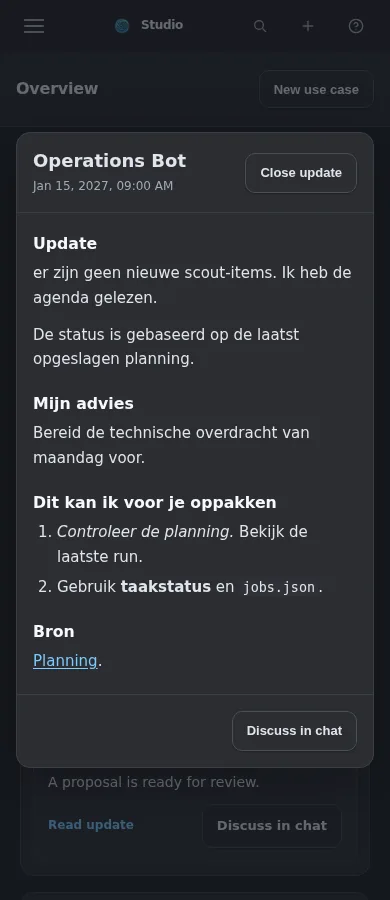 Studio
Overview
New use case
Operations Bot
Jan 15, 2027, 09:00 AM
Close update
Update
er zijn geen nieuwe scout-items. Ik heb de
agenda gelezen.
De status is gebaseerd op de laatst
opgeslagen planning.
Mijn advies
Bereid de technische overdracht van
maandag voor.
Dit kan ik voor je oppakken
1. Controleer de planning. Bekijk de
laatste run.
2. Gebruik taakstatus en jobs.json.
Bron
Planning.
Discuss in chat
A proposal is ready for review.
Read update
Discuss in chat